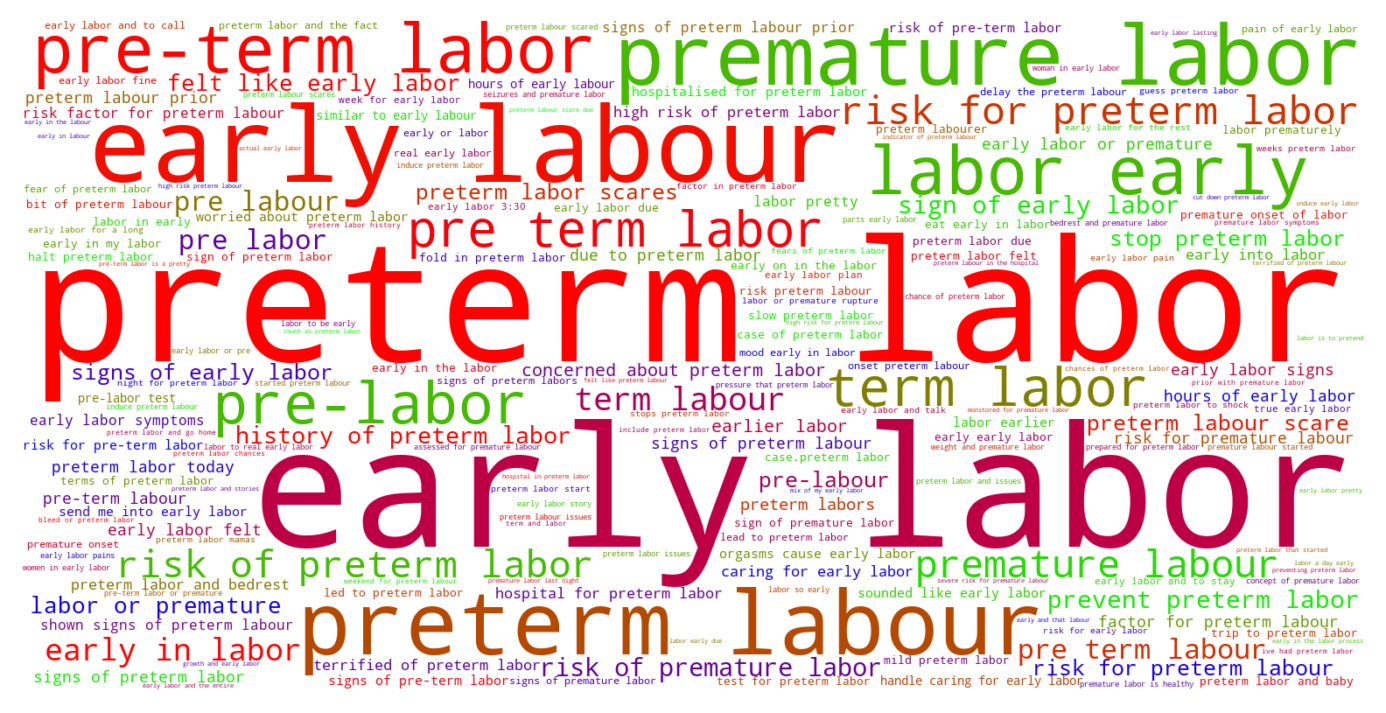 early labor and to call
preterm labor and the fact
preterm labour scared
signs of preterm labour prior
risk of pre-term labor
early labor lasting
pain of early labor
pre-term labor
premature labor
woman in early labor
early labor fine
felt like early labor
hours of early labour
seizures and premature labor
hospitalised for preterm labor
delay the preterm labour
guess preterm labor
preterm labour prior
preterm labour scares
week for early labor
risk factor for preterm labour
similar to early labour
preterm labour scare due
high risk of preterm labor
risk for preterm labor
early in the labour
early labour
early or labor
preterm labourer
early labor for the rest
labor prematurely
early in labour
actual early labor
real early labor
indicator of preterm labour
early labor or premature
weeks preterm labor
induce preterm labor
labor early
fear of preterm labor
high risk preterm labour
preterm labor scares
factor in preterm labor
bit of preterm labour
pre labour
early labor 3:30
early labor due
labor pretty
sign of early labor
cut down preterm labor
induce early labor
labor in early
worried about preterm labor
preterm labor history
pre term labor
parts early labor
eat early in labor
premature onset of labor
bedrest and premature labor
premature labor symptoms
early labor for a long
early in my labor
pre labor
preterm labor due
stop preterm labor
halt preterm labor
sign of preterm labor
fold in preterm labor
due to preterm labor
fears of preterm labor
preterm labor felt
early labor pain
early into labor
pre-term labor is a pretty
early on in the labor
preterm labor in the hospital
terrified of preterm labour
preterm labor
early labor plan
chance of preterm labor
risk preterm labour
labor or premature rupture
slow preterm labor
labor to be early
count as preterm labor
high risk for preterm labour
case of preterm labor
labor is to pretend
early labor or pre
mood early in labor
signs of early labor
early in the labor
concerned about preterm labor
onset preterm labour
chances of preterm labor
early labor signs
night for preterm labor
started preterm labour
signs of preterm labors
felt like preterm labour
pressure that preterm labor
term labor
prior with premature labor
pre-labor test
pre-labor
term labour
hours of early labor
induce preterm labour
stops preterm labor
early labor and talk
monitored for premature labor
preterm labor to shock
true early labor
early labor symptoms
preterm labor and go home
history of preterm labor
include preterm labor
earlier labor
labor earlier
preterm labour scare
risk for pre-term labor
labor to real early labor
assessed for premature labour
signs of preterm labour
early early labor
risk for premature labour
preterm labor chances
early labor
case,preterm labor
weight and premature labor
prepared for preterm labor
premature labour started
preterm labor today
hospital in preterm labor
terms of preterm labor
preterm labor and stories
preterm labor start
pre-labour
mix of my early labor
preterm labor and issues
early labor pretty
pre-term labour
send me into early labor
early labor story
preterm labors
bleed or preterm labor
early labor felt
preterm labour issues
term and labor
sign of premature labor
premature onset
preterm labor mamas
lead to preterm labor
early labor pains
risk of preterm labor
preterm labor issues
orgasms cause early labor
premature labour
preterm labor that started
women in early labor
caring for early labor
labor a day early
preventing preterm labor
preterm labor and bedrest
weekend for preterm labour
premature labor last night
severe risk for premature labour
early labor and to stay
concept of premature labor
pre-term labor or premature
led to preterm labor
hospital for preterm labor
labor so early
sounded like early labor
labor or premature
preterm labour
prevent preterm labor
shown signs of preterm labour
early and that labour
factor for preterm labour
early in labor
labor early due
risk for early labor
trip to preterm labor
pre term labour
early in the labor process
ive had preterm labor
growth and early labor
terrified of preterm labor
risk of premature labor
mild preterm labor
risk for preterm labour
signs of preterm labor
early labor and the entire
signs of pre-term labor
signs of premature labor
test for preterm labor
handle caring for early labor
premature labor is healthy
preterm labor and baby